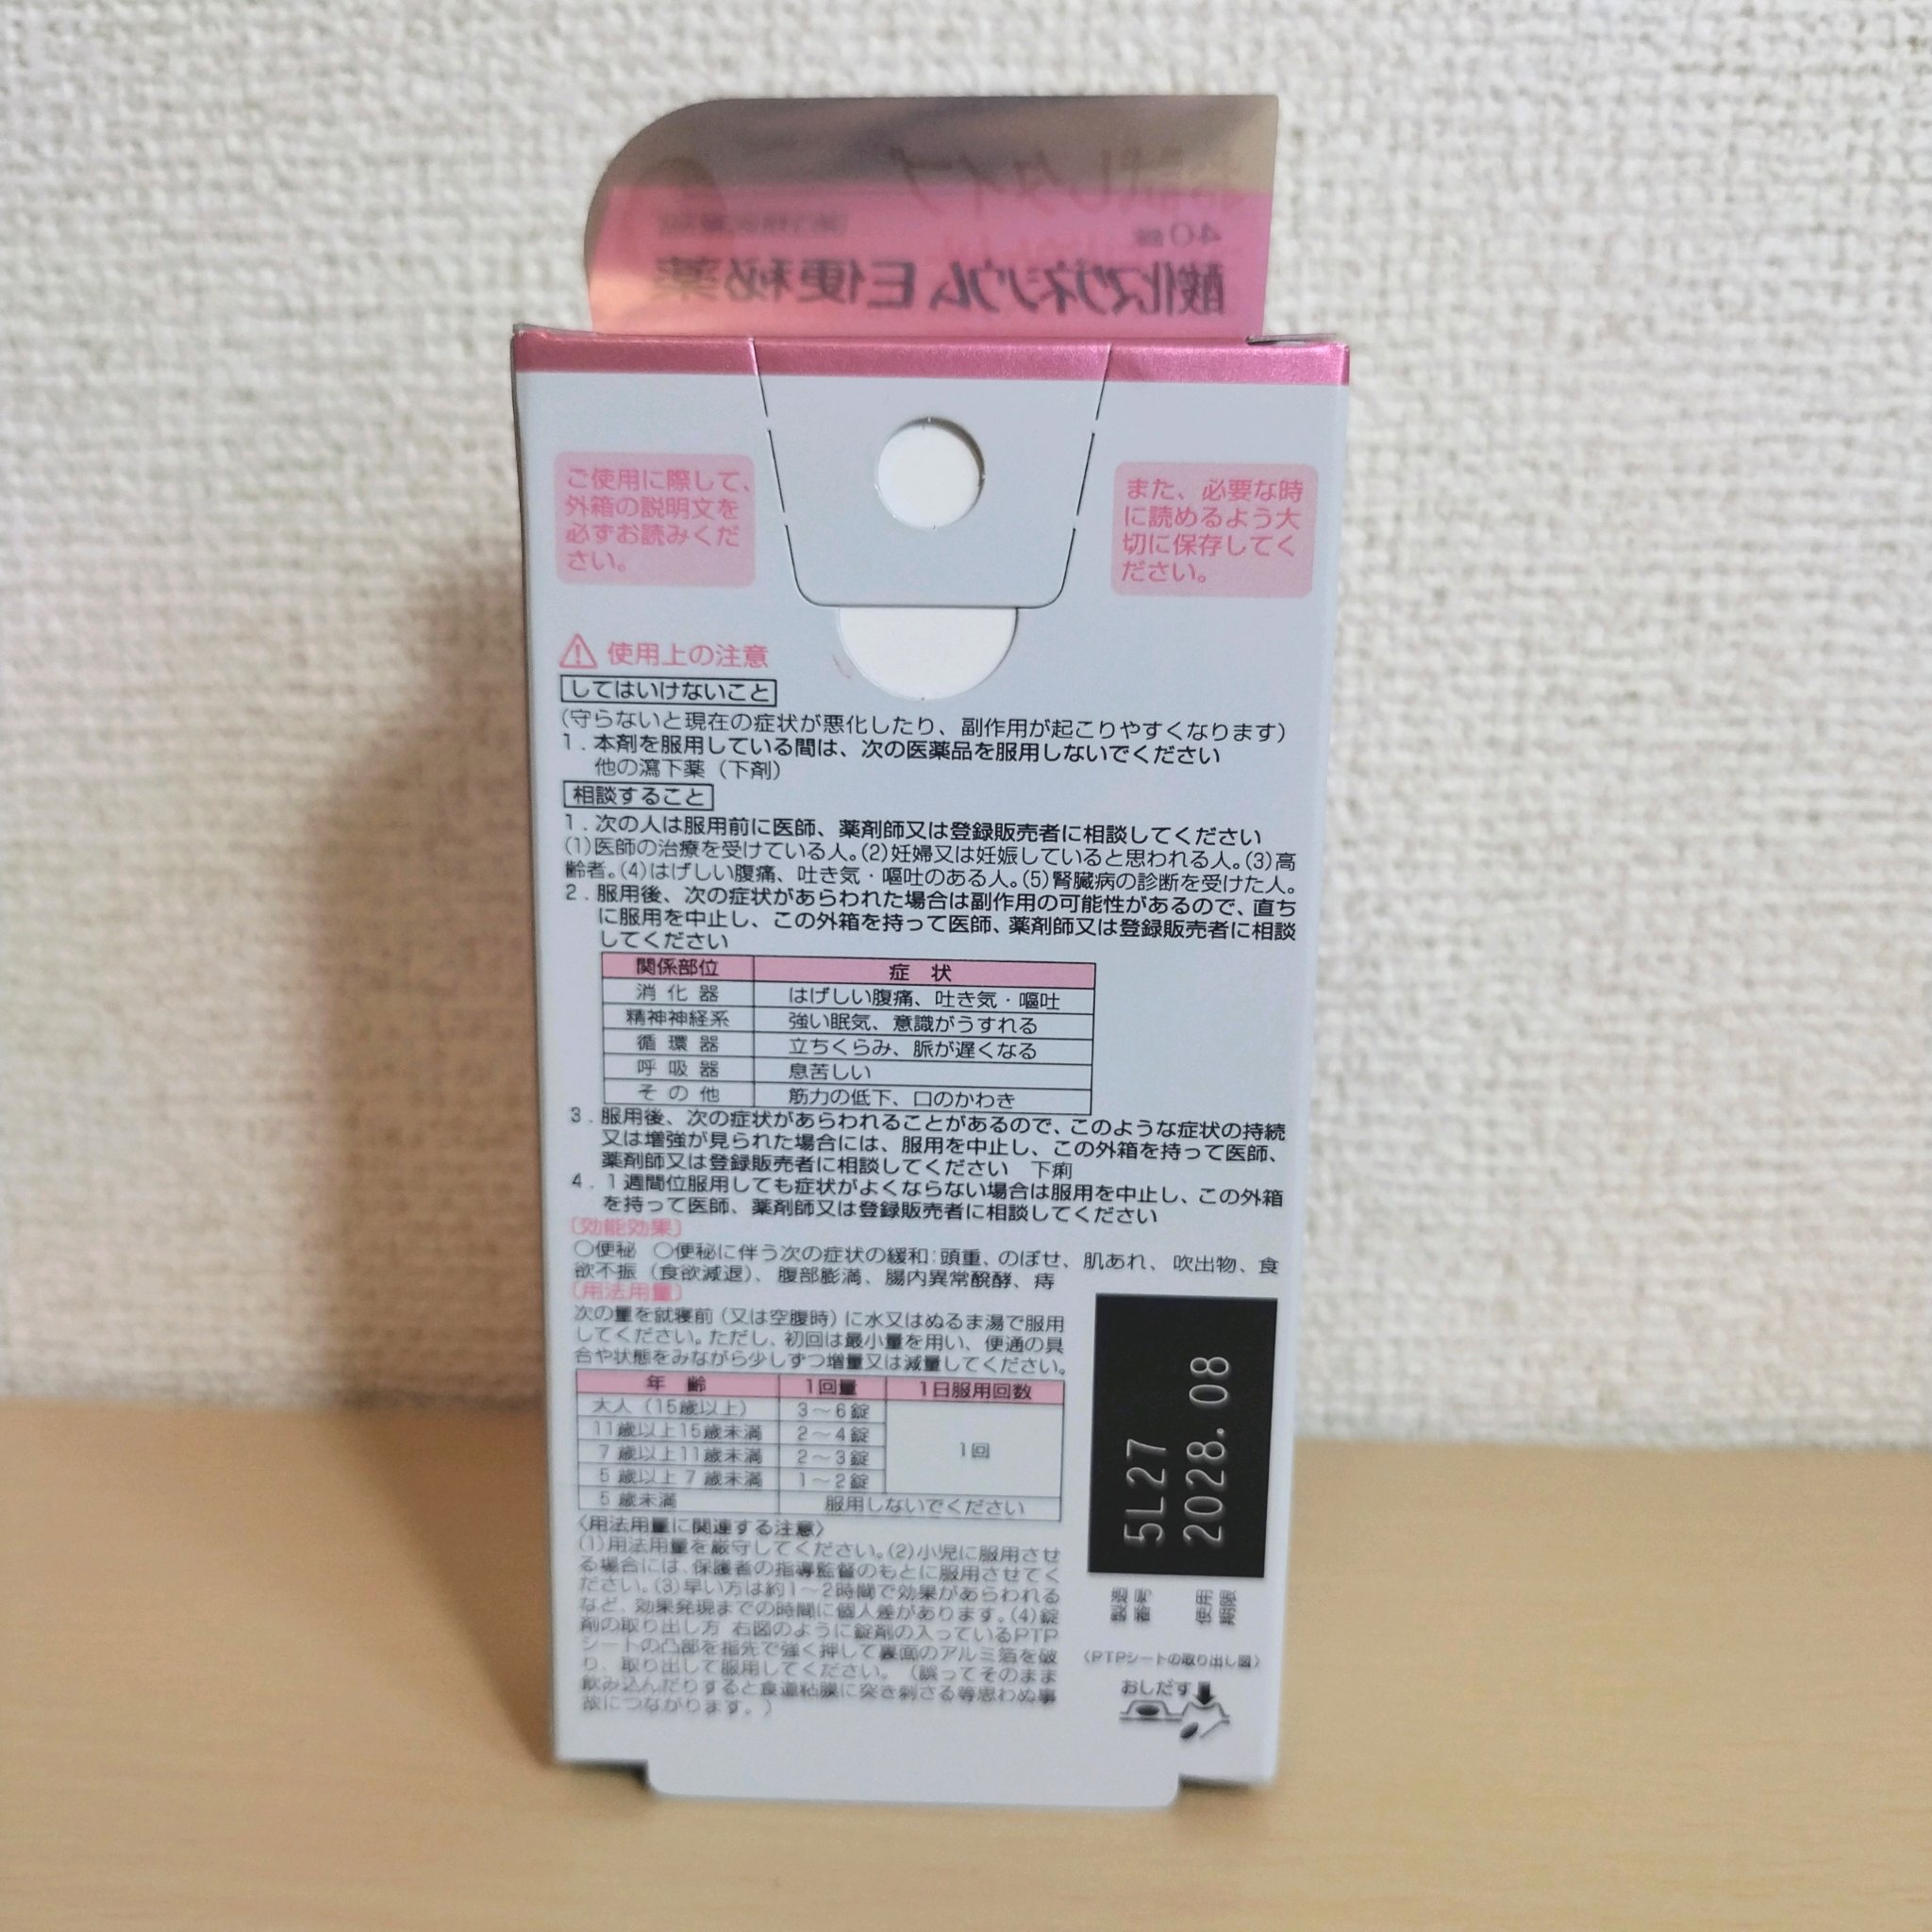 お試しタイプ
40錠
酸化マグネシウムE便秘薬
ご使用に際して、
外箱の説明文を
必ずお読みくだ
さい。
また、必要な時
に読めるよう大
切に保存してく
ださい。
使用上の注意
してはいけないこと
（守らないと現在の症状が悪化したり、副作用が起こりやすくなります）
1．本剤を服用している間は、次の医薬品を服用しないでください
他の瀉下薬（下剤）
相談すること
1．次の人は服用前に医師、薬剤師又は登録販売者に相談してください
(1)医師の治療を受けている人。(2)妊婦又は妊娠していると思われる人。(3)高
齢者。(4)はげしい腹痛、吐き気・嘔吐のある人。(5)腎臓病の診断を受けた人。
2．服用後、次の症状があらわれた場合は副作用の可能性があるので、直ち
に服用を中止し、この外箱を持って医師、薬剤師又は登録販売者に相談
してください
関係部位 症　状
消化器 はげしい腹痛、吐き気・嘔吐
精神神経系 強い眠気、意識がうすれる
循環器 立ちくらみ、脈が遅くなる
呼吸器 息苦しい
その他 筋力の低下、口のかわき
3．服用後、次の症状があらわれることがあるので、このような症状の持続
又は増強が見られた場合には、服用を中止し、この外箱を持って医師、
薬剤師又は登録販売者に相談してください　下痢
4．1週間位服用しても症状がよくならない場合は服用を中止し、この外箱
を持って医師、薬剤師又は登録販売者に相談してください
〔効能効果〕
○便秘　○便秘に伴う次の症状の緩和：頭重、のぼせ、肌あれ、吹出物、食
欲不振（食欲減退）、腹部膨満、腸内異常醗酵、痔
〔用法用量〕
次の量を就寝前（又は空腹時）に水又はぬるま湯で服用
してください。ただし、初回は最小量を用い、便通の具
合や状態をみながら少しずつ増量又は減量してください。
年　齢 1回量 1日服用回数
大人（15歳以上） 3～6錠 1回
11歳以上15歳未満 2～4錠
7歳以上11歳未満 2～3錠
5歳以上7歳未満 1～2錠
5歳未満 服用しないでください
〈用法用量に関連する注意〉
(1)用法用量を厳守してください。(2)小児に服用させ
る場合には、保護者の指導監督のもとに服用させてく
ださい。(3)早い方は約1～2時間で効果があらわれる
など、効果発現までの時間に個人差があります。(4)錠
剤の取り出し方　右図のように錠剤の入っているPTP
シートの凸部を指先で強く押して裏面のアルミ箔を破
り、取り出して服用してください。（誤ってそのまま
飲み込んだりすると食道粘膜に突き刺さる等思わぬ事
故につながります。）
5L27
2028.08
製造
番号
使用
期限
〈PTPシートの取り出し図〉
おしだす